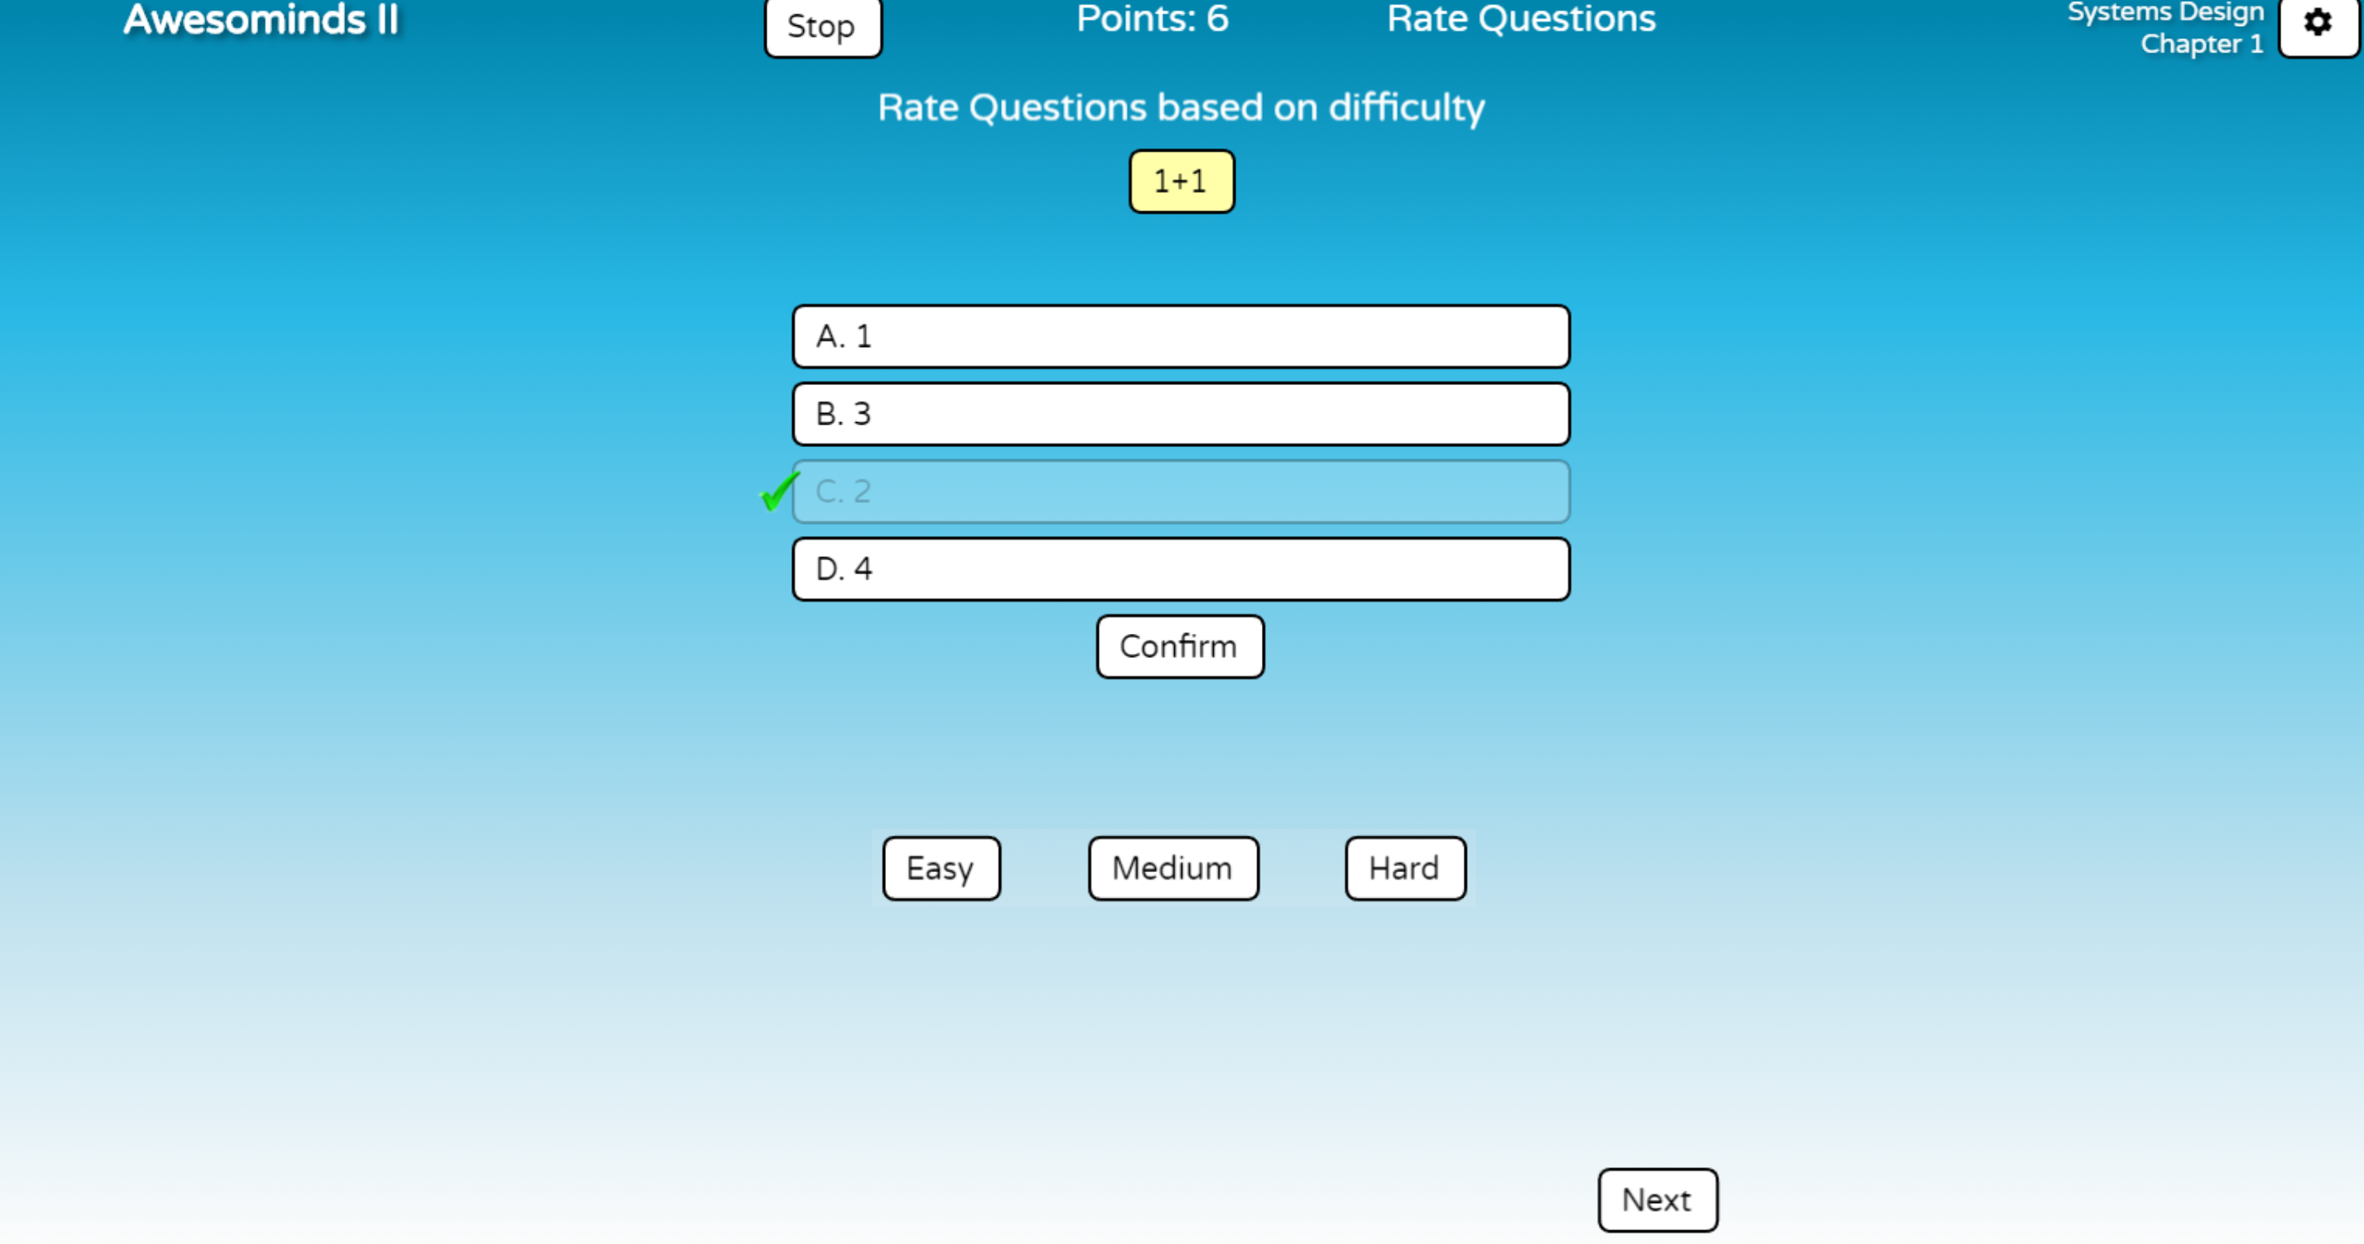 Awesominds II
Stop
Points: 6
Rate Questions
Systems Design
Chapter 1
Rate Questions based on difficulty
1+1
A. 1
B. 3
C. 2
D. 4
Confirm
Easy
Medium
Hard
Next